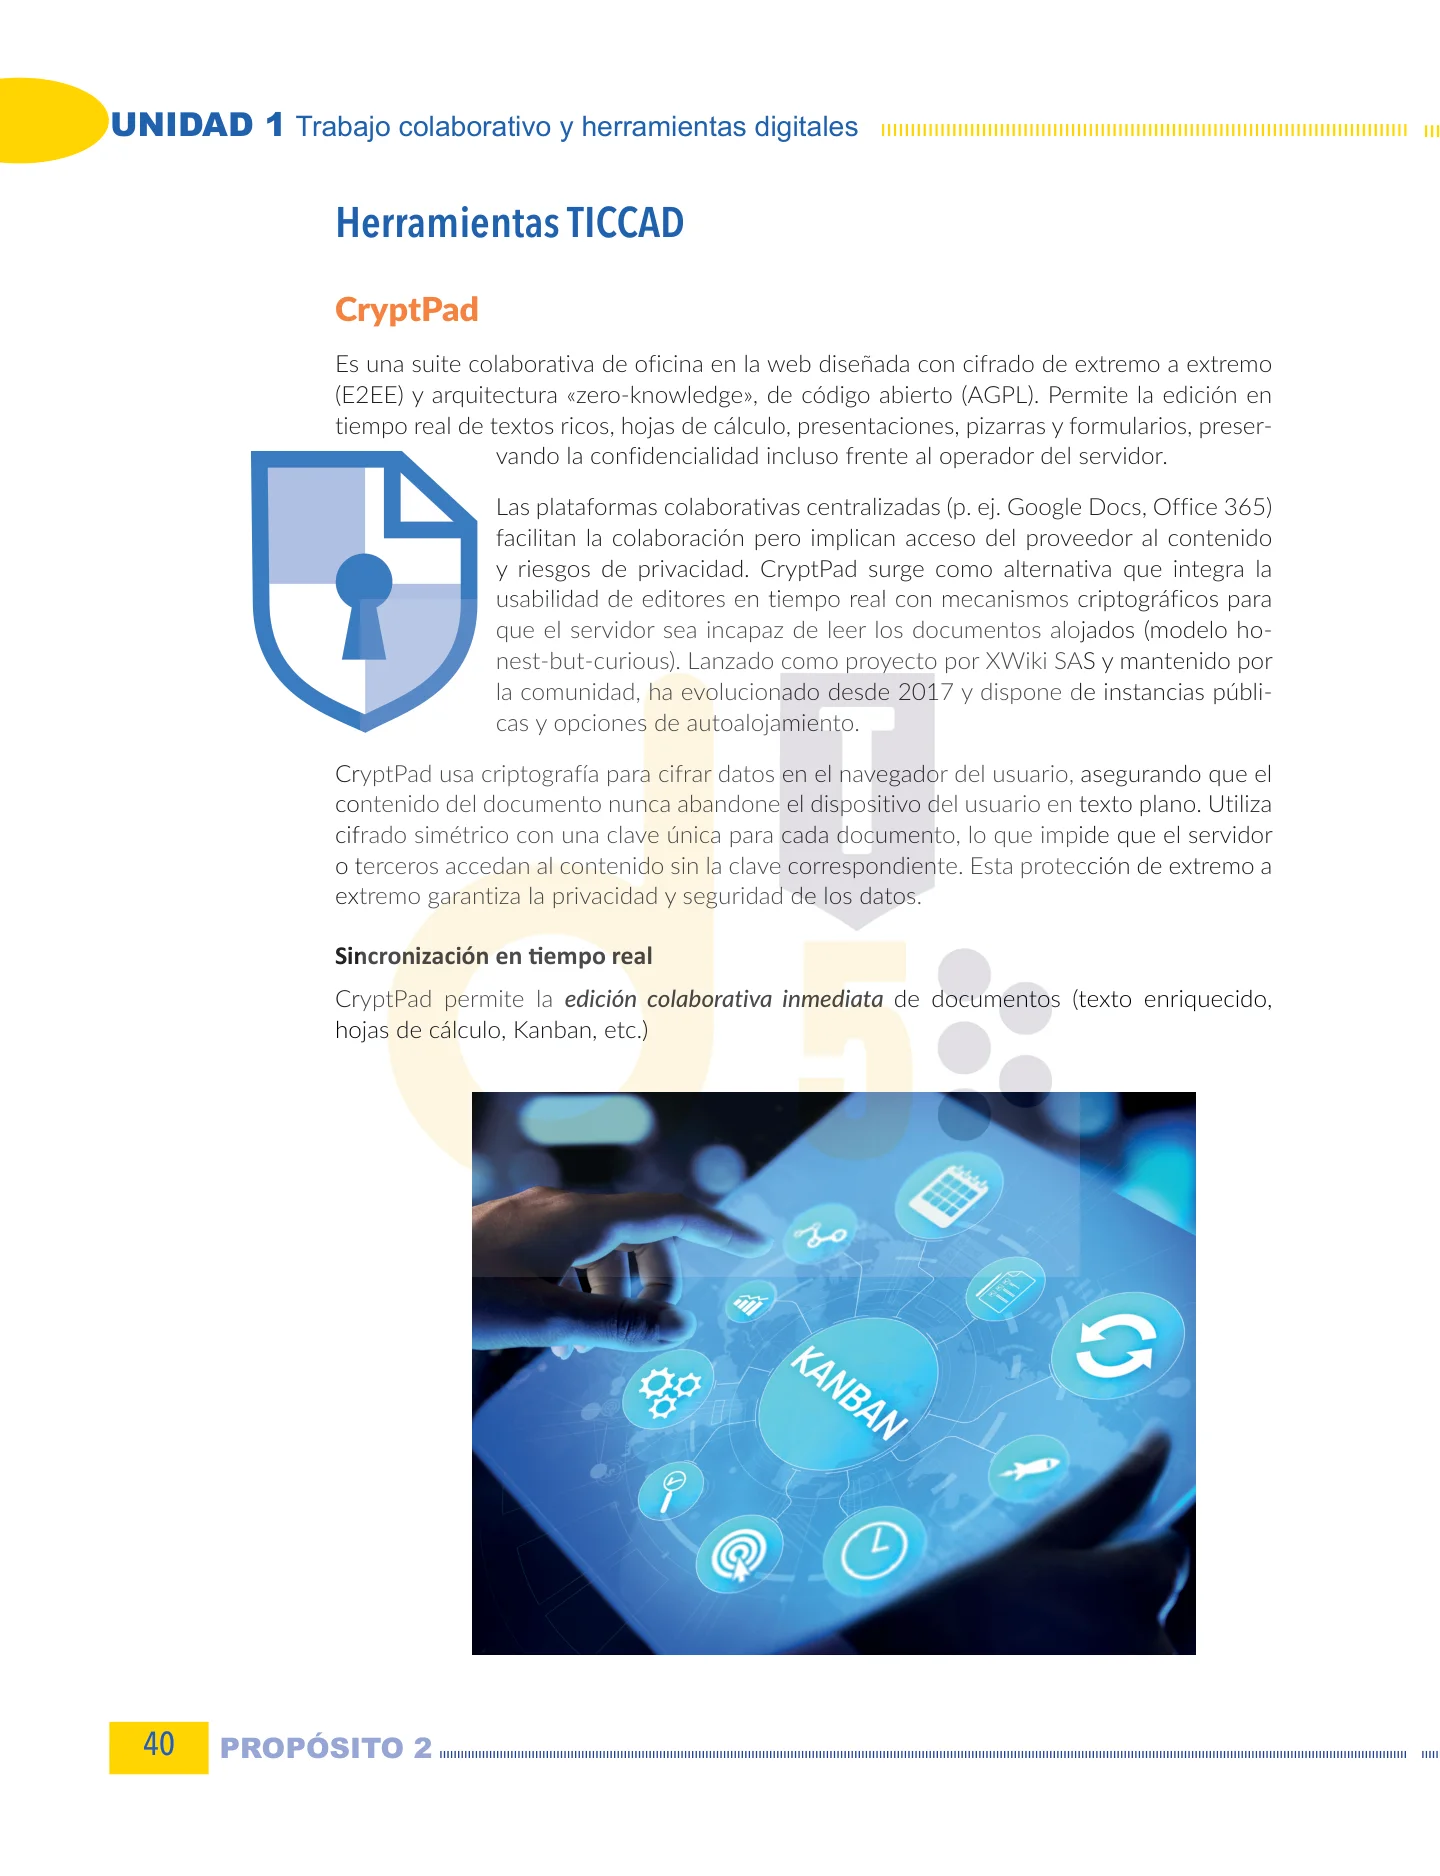 UNIDAD 1 Trabajo colaborativo y herramientas digitales
Herramientas TICCAD
CryptPad
Es una suite colaborativa de oficina en la web diseñada con cifrado de extremo a extremo
(E2EE) y arquitectura «zero-knowledge», de código abierto (AGPL). Permite la edición en
tiempo real de textos ricos, hojas de cálculo, presentaciones, pizarras y formularios, preser-
vando la confidencialidad incluso frente al operador del servidor.
Las plataformas colaborativas centralizadas (p. ej. Google Docs, Office 365)
facilitan la colaboración pero implican acceso del proveedor al contenido
y riesgos de privacidad. CryptPad surge como alternativa que integra la
usabilidad de editores en tiempo real con mecanismos criptográficos para
que el servidor sea incapaz de leer los documentos alojados (modelo ho-
nest-but-curious). Lanzado como proyecto por XWiki SAS y mantenido por
la comunidad, ha evolucionado desde 2017 y dispone de instancias públi-
cas y opciones de autoalojamiento.
CryptPad usa criptografía para cifrar datos en el navegador del usuario, asegurando que el
contenido del documento nunca abandone el dispositivo del usuario en texto plano. Utiliza
cifrado simétrico con una clave única para cada documento, lo que impide que el servidor
o terceros accedan al contenido sin la clave correspondiente. Esta protección de extremo a
extremo garantiza la privacidad y seguridad de los datos.
Sincronización en tiempo real
CryptPad permite la edición colaborativa inmediata de documentos (texto enriquecido,
hojas de cálculo, Kanban, etc.)
d T 5
KANBAN
40 PROPÓSITO 2